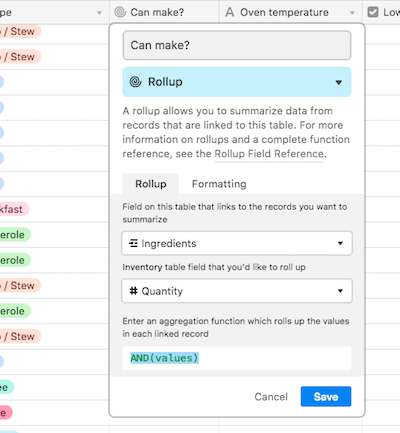 pe
Can make?
A Oven temperature
Low
/ Stew
Can make?
/ Stew
Rollup
A rollup allows you to summarize data from
records that are linked to this table. For more
information on rollups and a complete function
reference, see the Rollup Field Reference.
Rollup
Formatting
kfast
Field on this table that links to the records you want to
summarize
erole
Ingredients
erole
Inventory table field that you'd like to roll up
/ Stew
# Quantity
erole
Enter an aggregation function which rolls up the values
in each linked record
/ Stew
AND(values)
ee
Cancel
Save
e